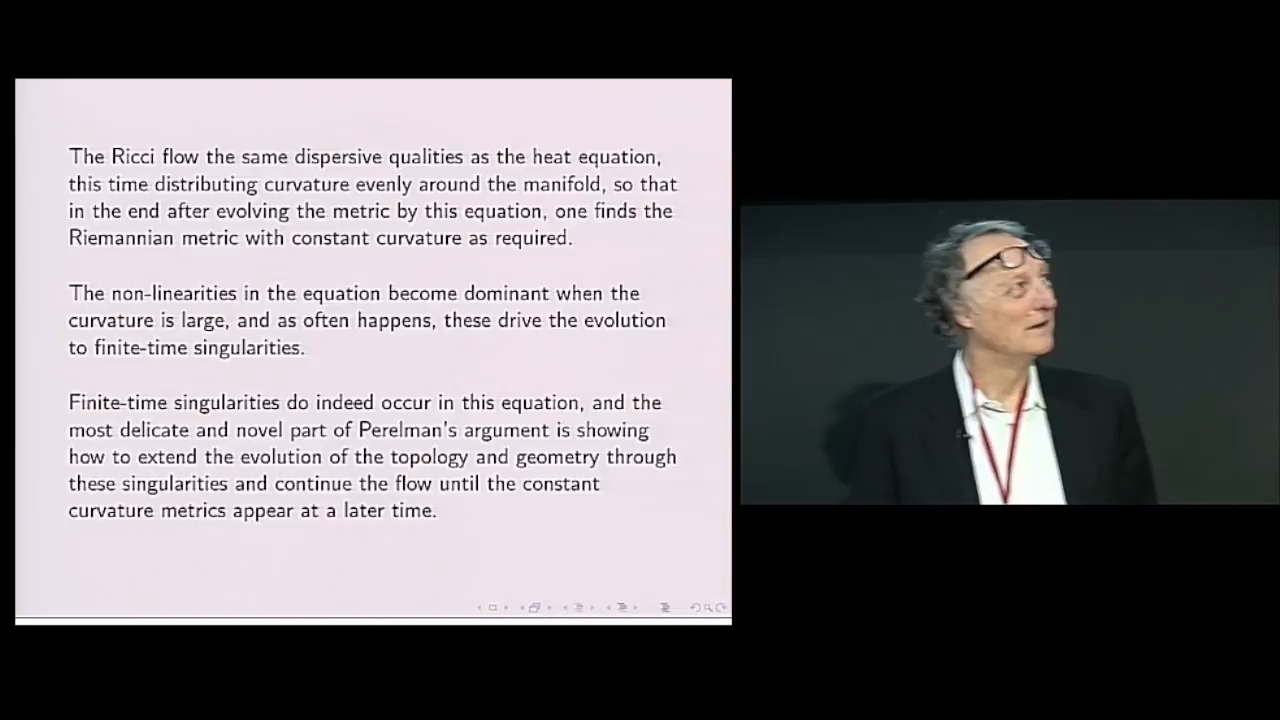 The Ricci flow the same dispersive qualities as the heat equation,
this time distributing curvature evenly around the manifold, so that
in the end after evolving the metric by this equation, one finds the
Riemannian metric with constant curvature as required.
The non-linearities in the equation become dominant when the
curvature is large, and as often happens, these drive the evolution
to finite-time singularities.
Finite-time singularities do indeed occur in this equation, and the
most delicate and novel part of Perelman's argument is showing
how to extend the evolution of the topology and geometry through
these singularities and continue the flow until the constant
curvature metrics appear at a later time.